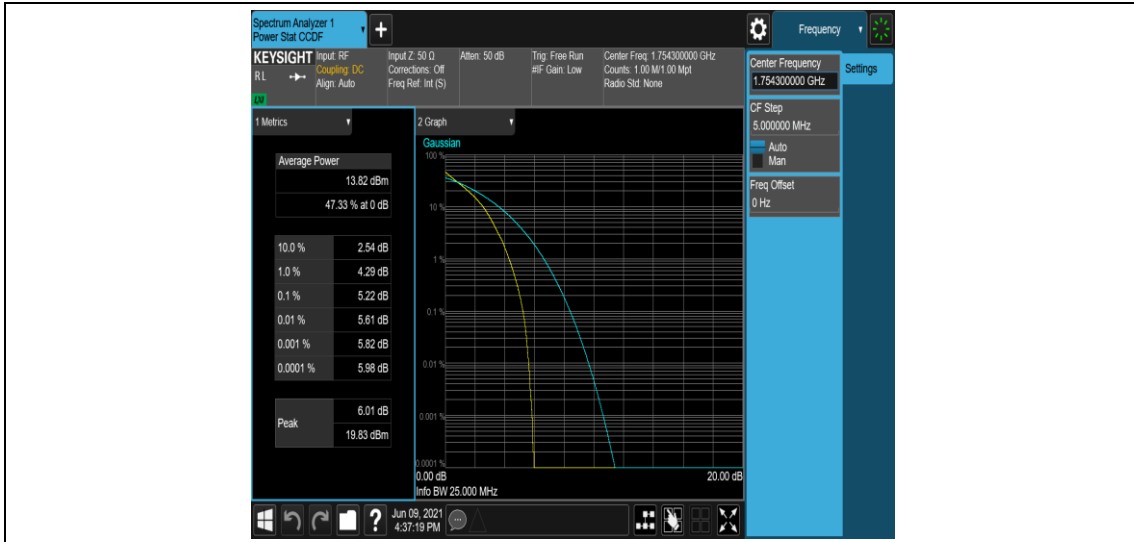 Spectrum Analyzer 1
Power Stat CCDF
Frequency
KEYSIGHT
RL
Input: RF
Coupling: DC
Align: Auto
Input Z: 50 Ω
Corrections: Off
Freq Ref: Int (S)
Atten: 50 dB
Trig: Free Run
#IF Gain: Low
Center Freq: 1.754300000 GHz
Counts: 1.00 M/1.00 Mpt
Radio Std: None
Center Frequency
1.754300000 GHz
Settings
CF Step
5.000000 MHz
Auto
Man
Freq Offset
0 Hz
1 Metrics
Average Power
13.82 dBm
47.33 % at 0 dB
10.0 % 2.54 dB
1.0 % 4.29 dB
0.1 % 5.22 dB
0.01 % 5.61 dB
0.001 % 5.82 dB
0.0001 % 5.98 dB
Peak
6.01 dB
19.83 dBm
2 Graph
Gaussian
100 %
10 %
1 %
0.1 %
0.01 %
0.001 %
0.0001 %
0.00 dB 20.00 dB
Info BW 25.000 MHz
Jun 09, 2021
4:37:19 PM